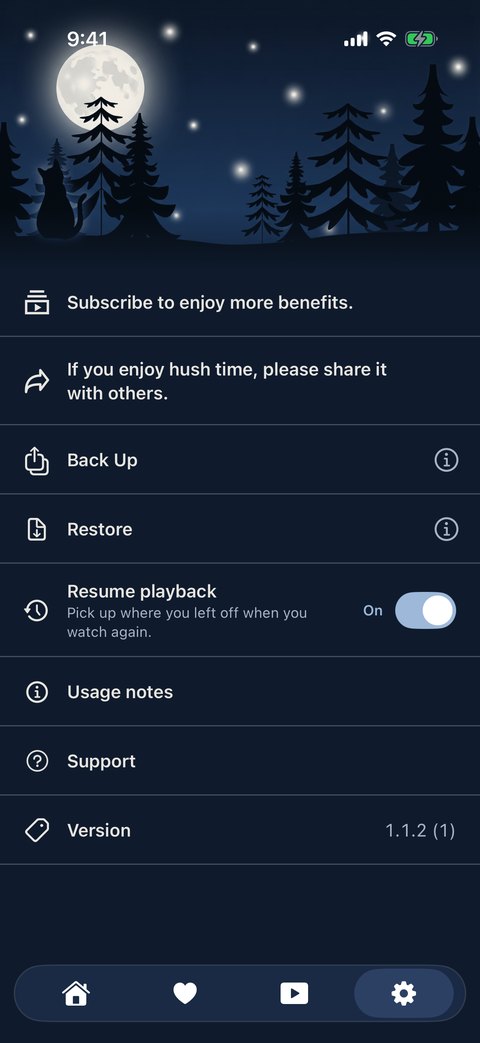 9:41
Subscribe to enjoy more benefits.
If you enjoy hush time, please share it
with others.
Back Up
Restore
Resume playback
Pick up where you left off when you
watch again.
On
Usage notes
Support
Version
1.1.2 (1)